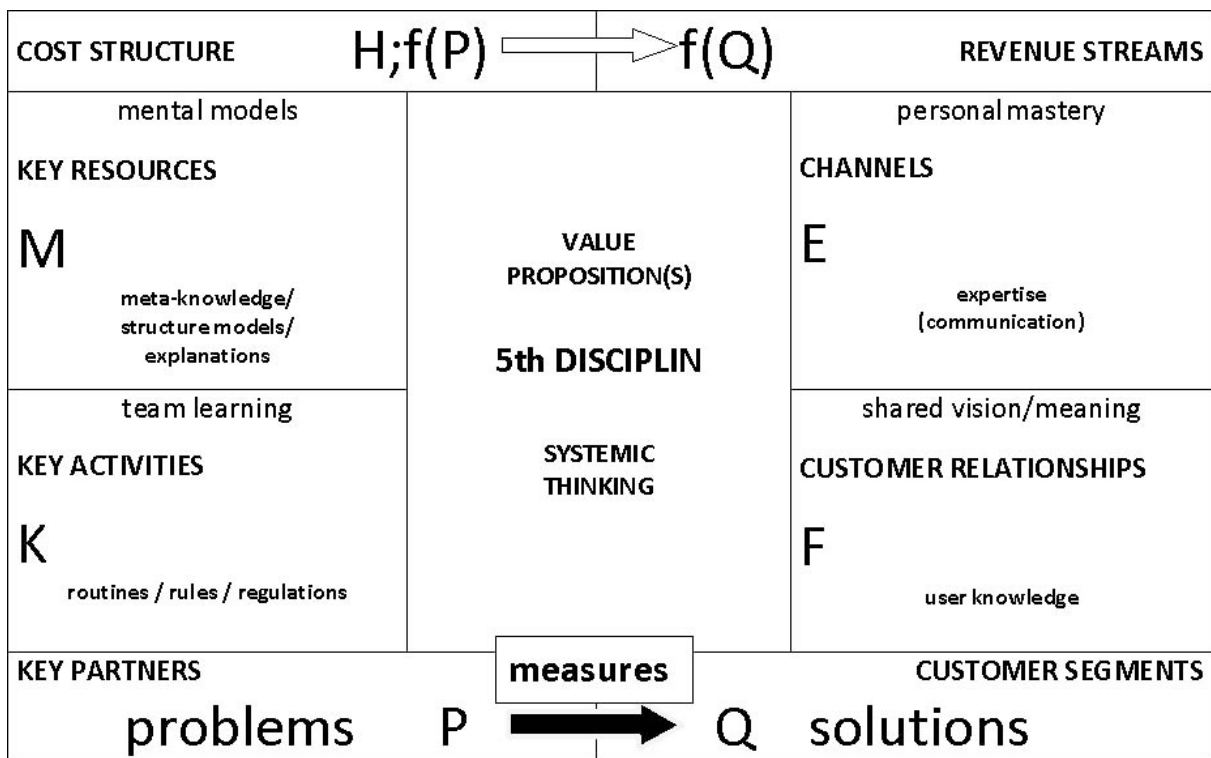 COST STRUCTURE
H;f(P)
f(Q)
REVENUE STREAMS
mental models
KEY RESOURCES
M
meta-knowledge/
structure models/
explanations
team learning
KEY ACTIVITIES
K
routines / rules / regulations
VALUE
PROPOSITION(S)
5th DISCIPLIN
SYSTEMIC
THINKING
personal mastery
CHANNELS
E
expertise
(communication)
shared vision/meaning
CUSTOMER RELATIONSHIPS
F
user knowledge
KEY PARTNERS
measures
CUSTOMER SEGMENTS
problems P
Q solutions